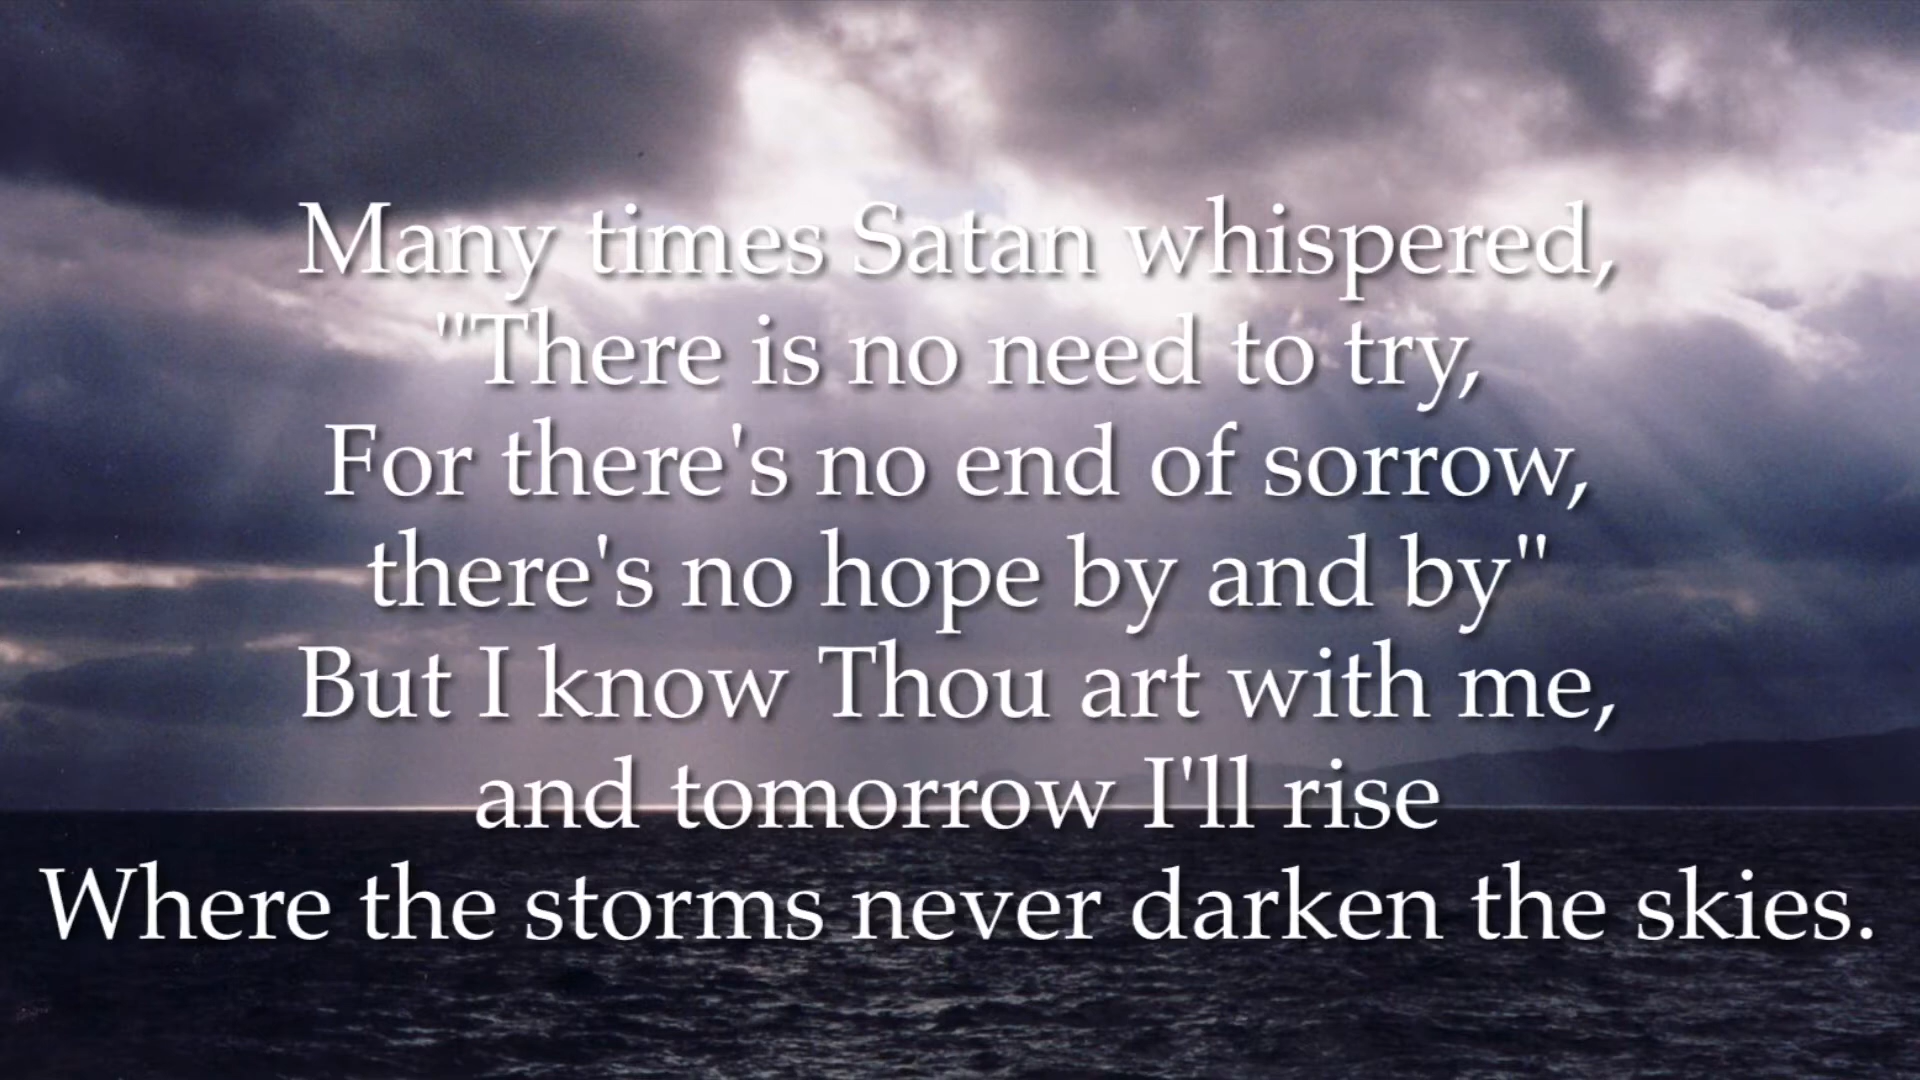 Many times Satan whispered,
"There is no need to try,
For there's no end of sorrow,
there's no hope by and by"
But I know Thou art with me,
and tomorrow I'll rise
Where the storms never darken the skies.